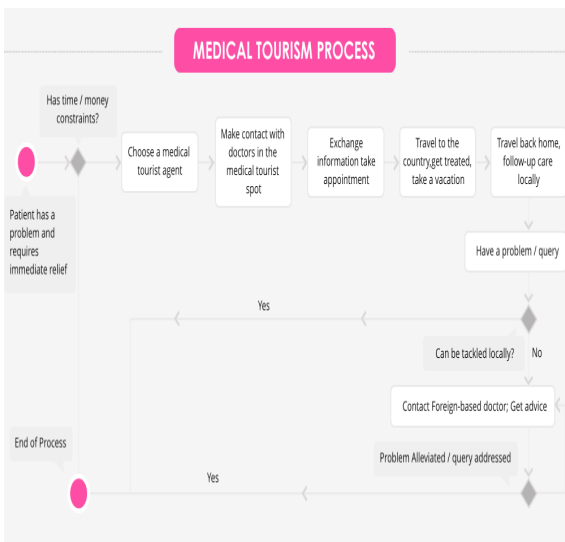 MEDICAL TOURISM PROCESS
Has time / money
constraints?
Choose a medical
tourist agent
Make contact with
doctors in the
medical tourist
spot
Exchange
information take
appointment
Travel to the
country,get treated,
take a vacation
Travel back home,
follow-up care
locally
Patient has a
problem and
requires
immediate relief
Have a problem / query
Yes
Can be tackled locally?
No
Contact Foreign-based doctor; Get advice
End of Process
Problem Alleviated / query addressed
Yes